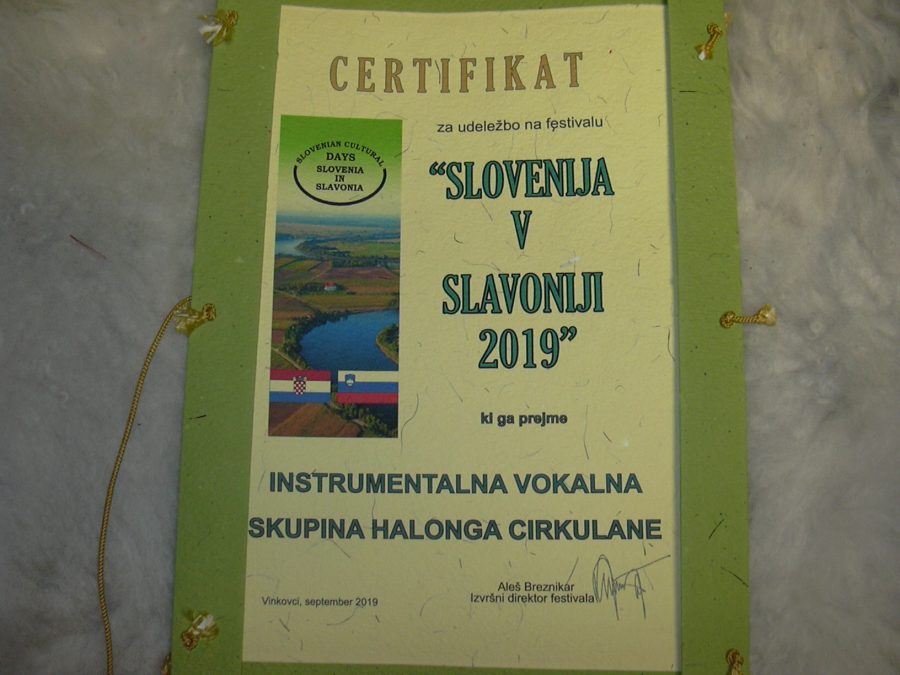 CERTIFIKAT
za udeležbo na festivalu
SLOVENIAN CULTURAL
DAYS
SLOVENIA
IN
SLAVONIA
“SLOVENIJA
V
SLAVONIJI
2019”
ki ga prejme
INSTRUMENTALNA VOKALNA
SKUPINA HALONGA CIRKULANE
Aleš Breznikar
Izvršni direktor festivala
Vinkovci, september 2019